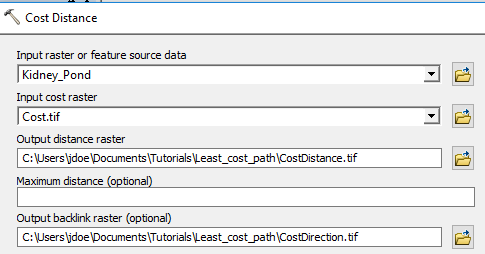 Cost Distance
Input raster or feature source data
Kidney_Pond
Input cost raster
Cost.tif
Output distance raster
C:\Users\jdoe\Documents\Tutorials\Least_cost_path\CostDistance.tif
Maximum distance (optional)
Output backlink raster (optional)
C:\Users\jdoe\Documents\Tutorials\Least_cost_path\CostDirection.tif